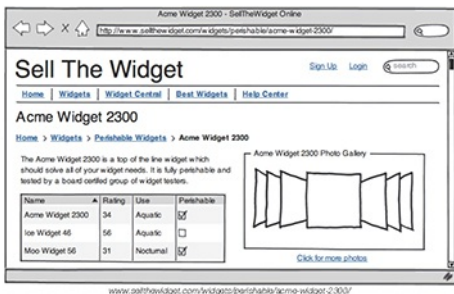 Acme Widget 2300 - SellTheWidget Online
http://www.sellthewidget.com/widgets/perishable/acme-widget-2300/
Sell The Widget
Sign Up Login search
Home Widgets Widget Central Best Widgets Help Center
Acme Widget 2300
Home > Widgets > Perishable Widgets > Acme Widget 2300
The Acme Widget 2300 is a top of the line widget which
should solve all of your widget needs. It is fully perishable and
tested by a board certifed group of widget testers.
Name Rating Use Perishable
Acme Widget 2300 34 Aquatic
Ice Widget 46 56 Aquatic
Moo Widget 56 31 Nocturnal
Acme Widget 2300 Photo Gallery
Click for more photos
www.sellthewidget.com/widgets/perishable/acme-widget-2300/